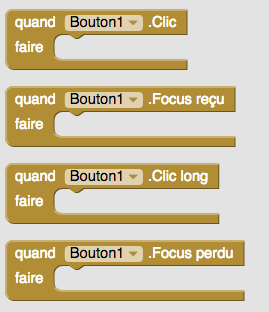 quand Bouton1 .Clic
faire
quand Bouton1 .Focus reçu
faire
quand Bouton1 .Clic long
faire
quand Bouton1 .Focus perdu
faire